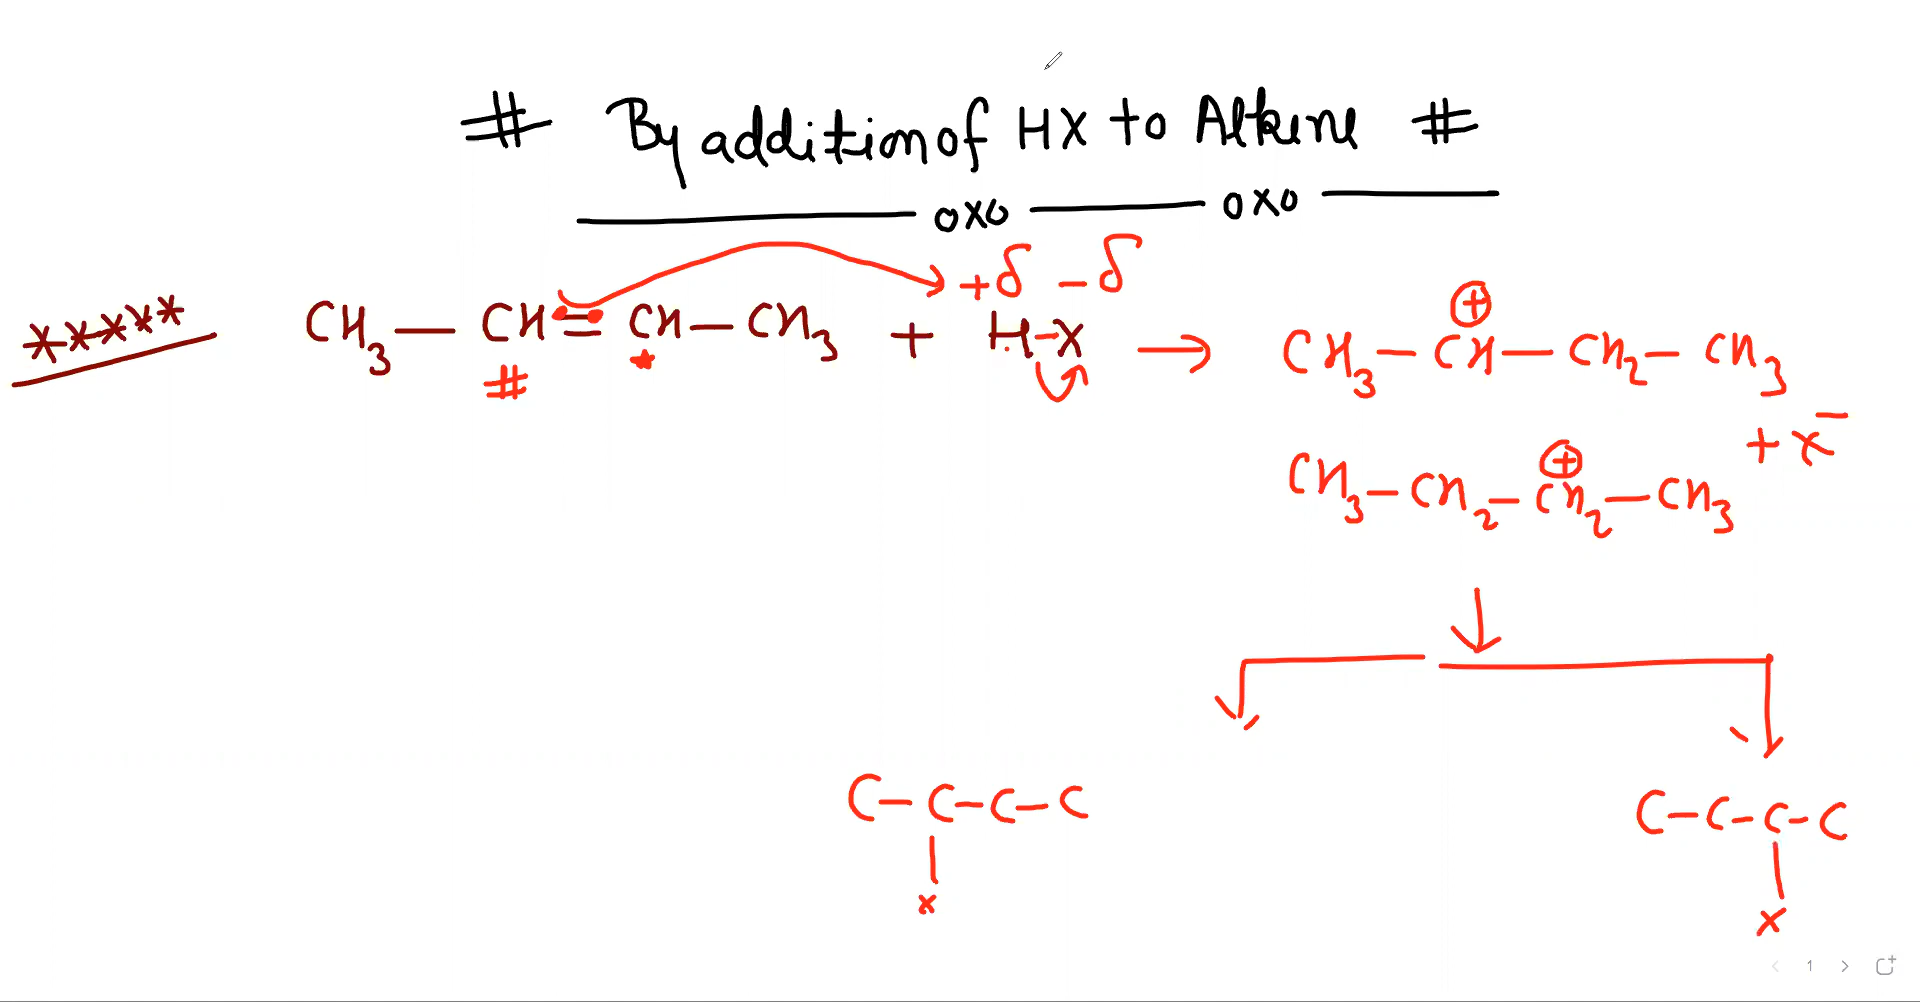 # By addition of HX to Alkene #
oxo oxo
+δ -δ
***** CH₃ — CH = CH — CH₃ + H-X → CH₃ — CH — CH₂ — CH₃
⊕
# *
+ x⁻
⊕
CH₃ — CH₂ — CH₂ — CH₃
C - C - C - C C - C - C - C
x x
1